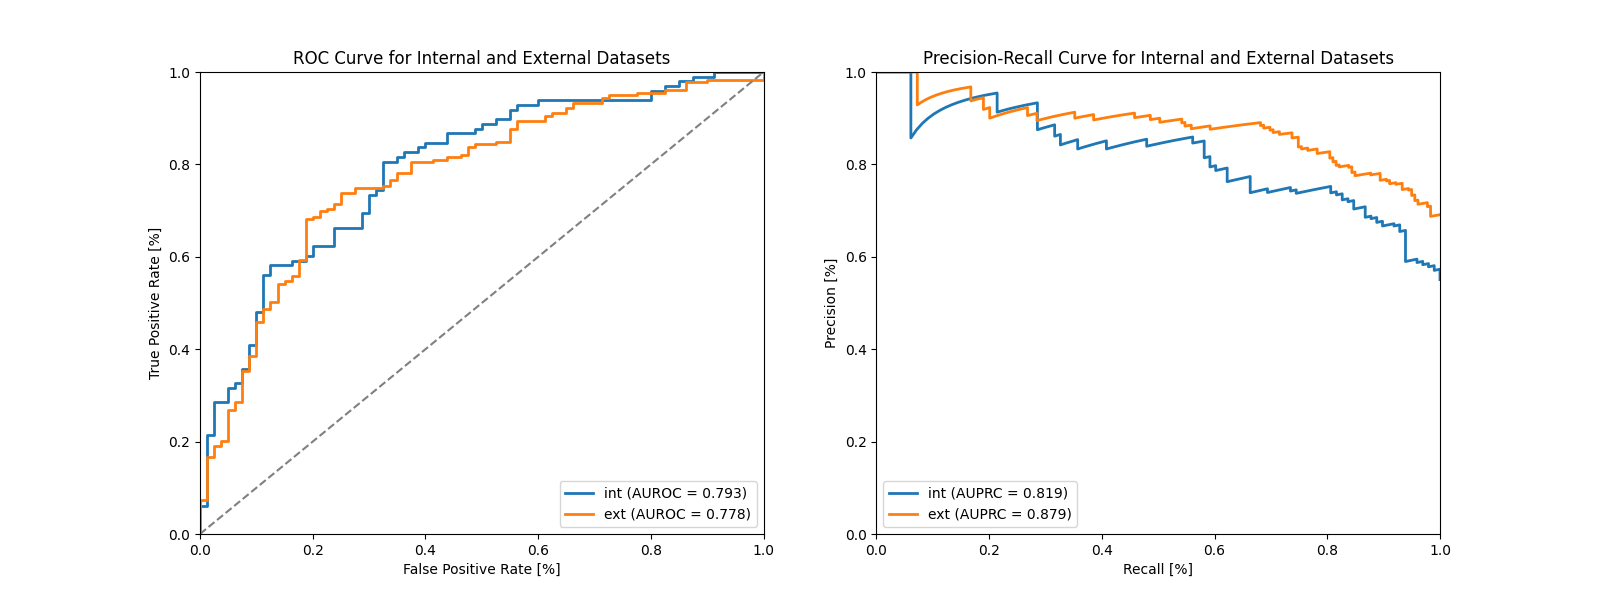 ROC Curve for Internal and External Datasets
1.0
0.8
0.6
0.4
0.2
0.0
True Positive Rate [%]
0.0 0.2 0.4 0.6 0.8 1.0
False Positive Rate [%]
int (AUROC = 0.793)
ext (AUROC = 0.778)
Precision-Recall Curve for Internal and External Datasets
1.0
0.8
0.6
0.4
0.2
0.0
Precision [%]
0.0 0.2 0.4 0.6 0.8 1.0
Recall [%]
int (AUPRC = 0.819)
ext (AUPRC = 0.879)